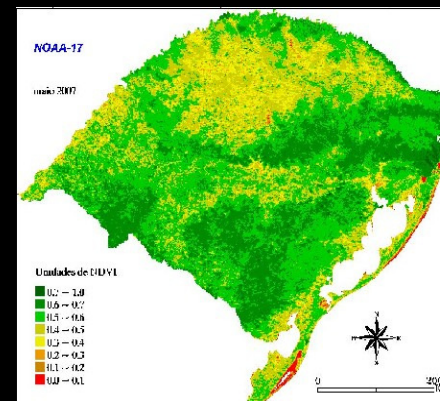 NOAA-17
maio 2007
Unidades de NDVI
0.7 ~ 1.0
0.6 ~ 0.7
0.5 ~ 0.6
0.4 ~ 0.5
0.3 ~ 0.4
0.2 ~ 0.3
0.1 ~ 0.2
0.0 ~ 0.1
N
0 200